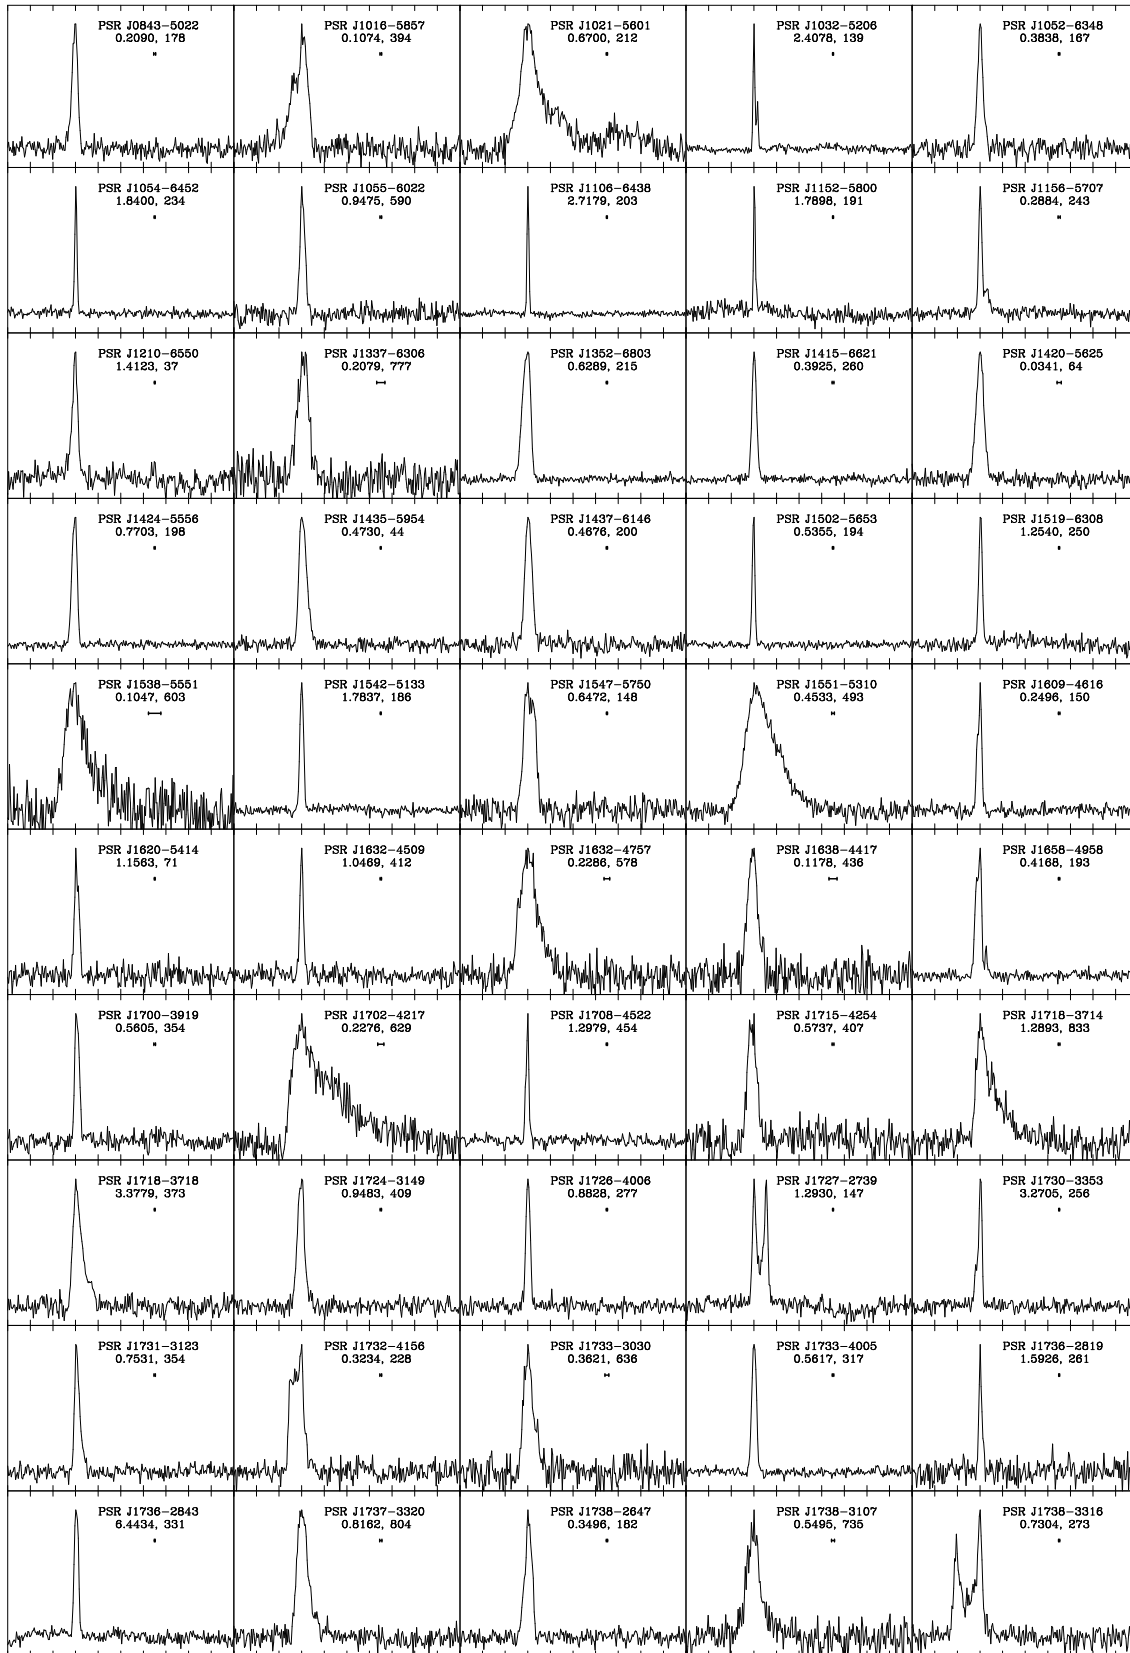 PSR J0843-5022
0.2090, 178
PSR J1016-5857
0.1074, 394
PSR J1021-5601
0.6700, 212
PSR J1032-5206
2.4078, 139
PSR J1052-6348
0.3838, 167
PSR J1054-6452
1.8400, 234
PSR J1055-6022
0.9475, 590
PSR J1106-6438
2.7179, 203
PSR J1152-5800
1.7898, 191
PSR J1156-5707
0.2884, 243
PSR J1210-6550
1.4123, 37
PSR J1337-6306
0.2079, 777
PSR J1352-6803
0.6289, 215
PSR J1415-6621
0.3925, 260
PSR J1420-5625
0.0341, 64
PSR J1424-5556
0.7703, 198
PSR J1435-5954
0.4730, 44
PSR J1437-6146
0.4676, 200
PSR J1502-5653
0.5355, 194
PSR J1519-6308
1.2540, 250
PSR J1538-5551
0.1047, 603
PSR J1542-5133
1.7837, 186
PSR J1547-5750
0.6472, 148
PSR J1551-5310
0.4533, 493
PSR J1609-4616
0.2496, 150
PSR J1620-5414
1.1563, 71
PSR J1632-4509
1.0469, 412
PSR J1632-4757
0.2286, 578
PSR J1638-4417
0.1178, 436
PSR J1658-4958
0.4168, 193
PSR J1700-3919
0.5605, 354
PSR J1702-4217
0.2276, 629
PSR J1708-4522
1.2979, 454
PSR J1715-4254
0.5737, 407
PSR J1718-3714
1.2893, 833
PSR J1718-3718
3.3779, 373
PSR J1724-3149
0.9483, 409
PSR J1726-4006
0.8828, 277
PSR J1727-2739
1.2930, 147
PSR J1730-3353
3.2705, 256
PSR J1731-3123
0.7531, 354
PSR J1732-4156
0.3234, 228
PSR J1733-3030
0.3621, 636
PSR J1733-4005
0.5617, 317
PSR J1736-2819
1.5926, 261
PSR J1736-2843
6.4434, 331
PSR J1737-3320
0.8162, 804
PSR J1738-2647
0.3496, 182
PSR J1738-3107
0.5495, 735
PSR J1738-3316
0.7304, 273